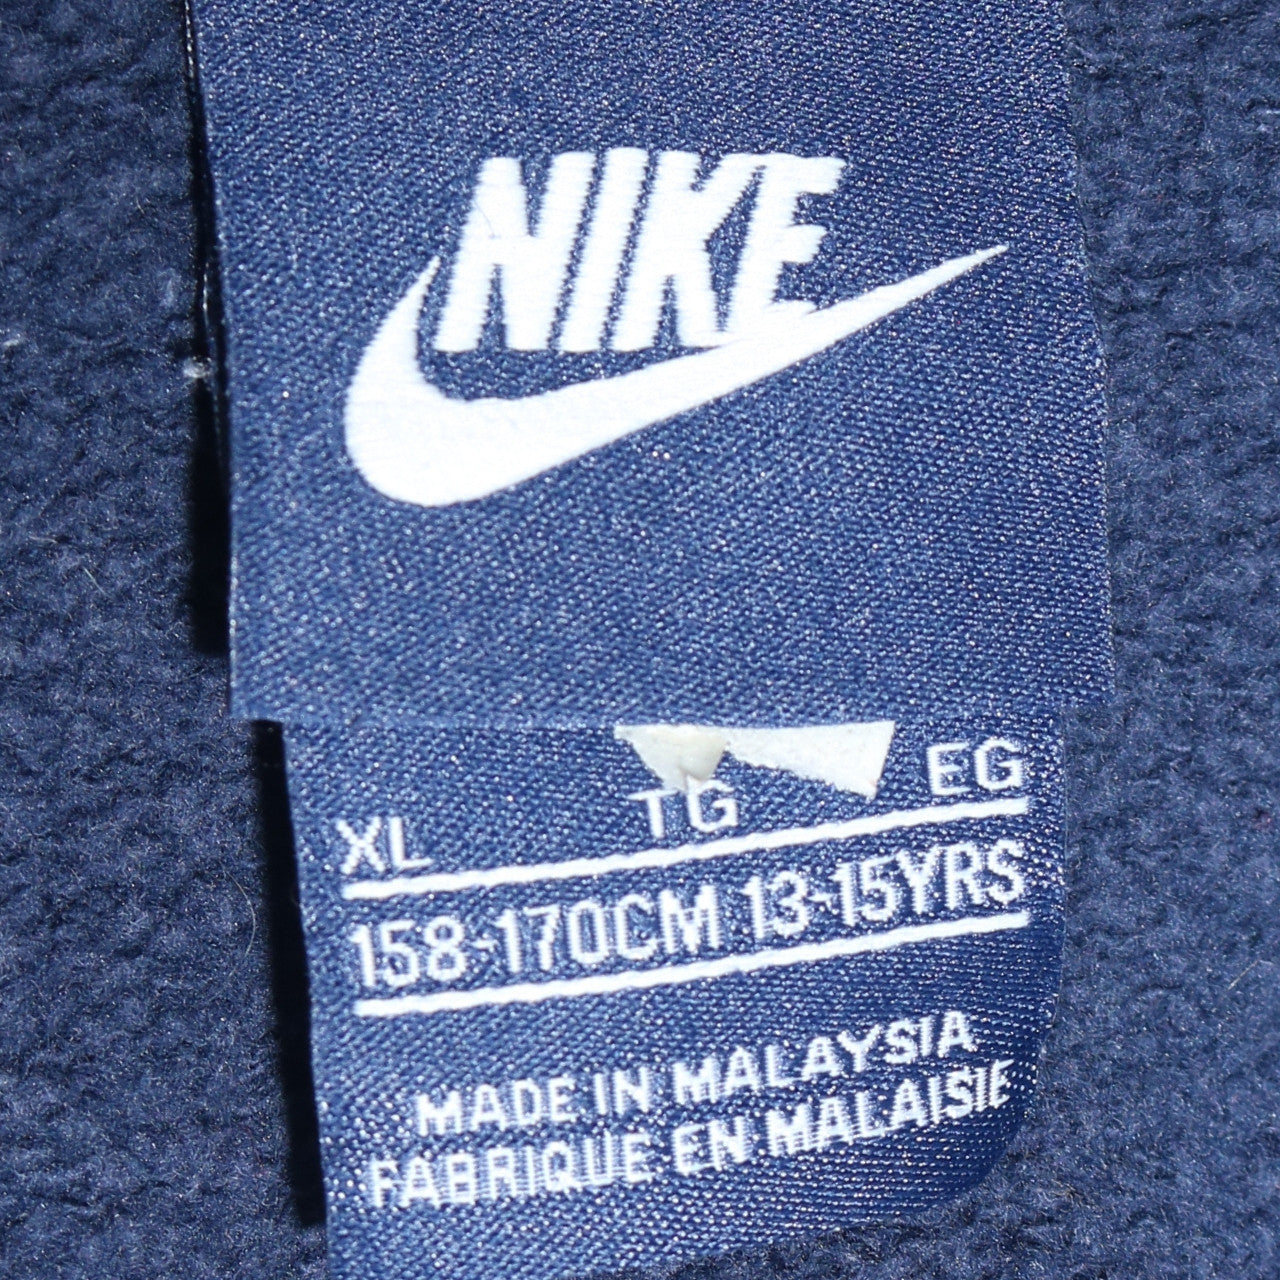 NIKE
XL TG EG
158-170CM 13-15YRS
MADE IN MALAYSIA
FABRIQUE EN MALAISIE